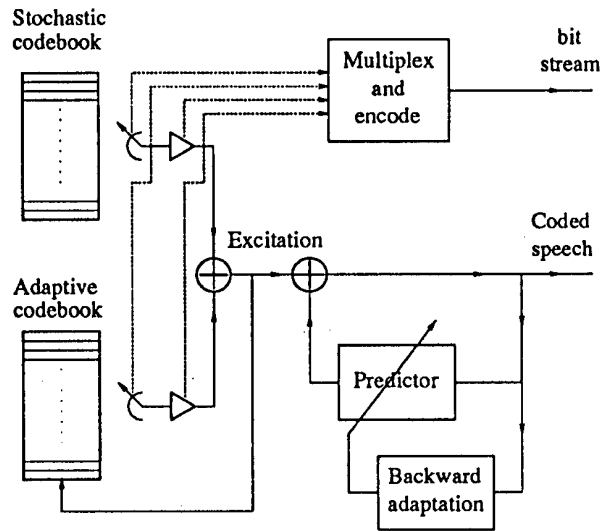 Stochastic
codebook
Multiplex
and
encode
bit
stream
Excitation
Coded
speech
Adaptive
codebook
Predictor
Backward
adaptation